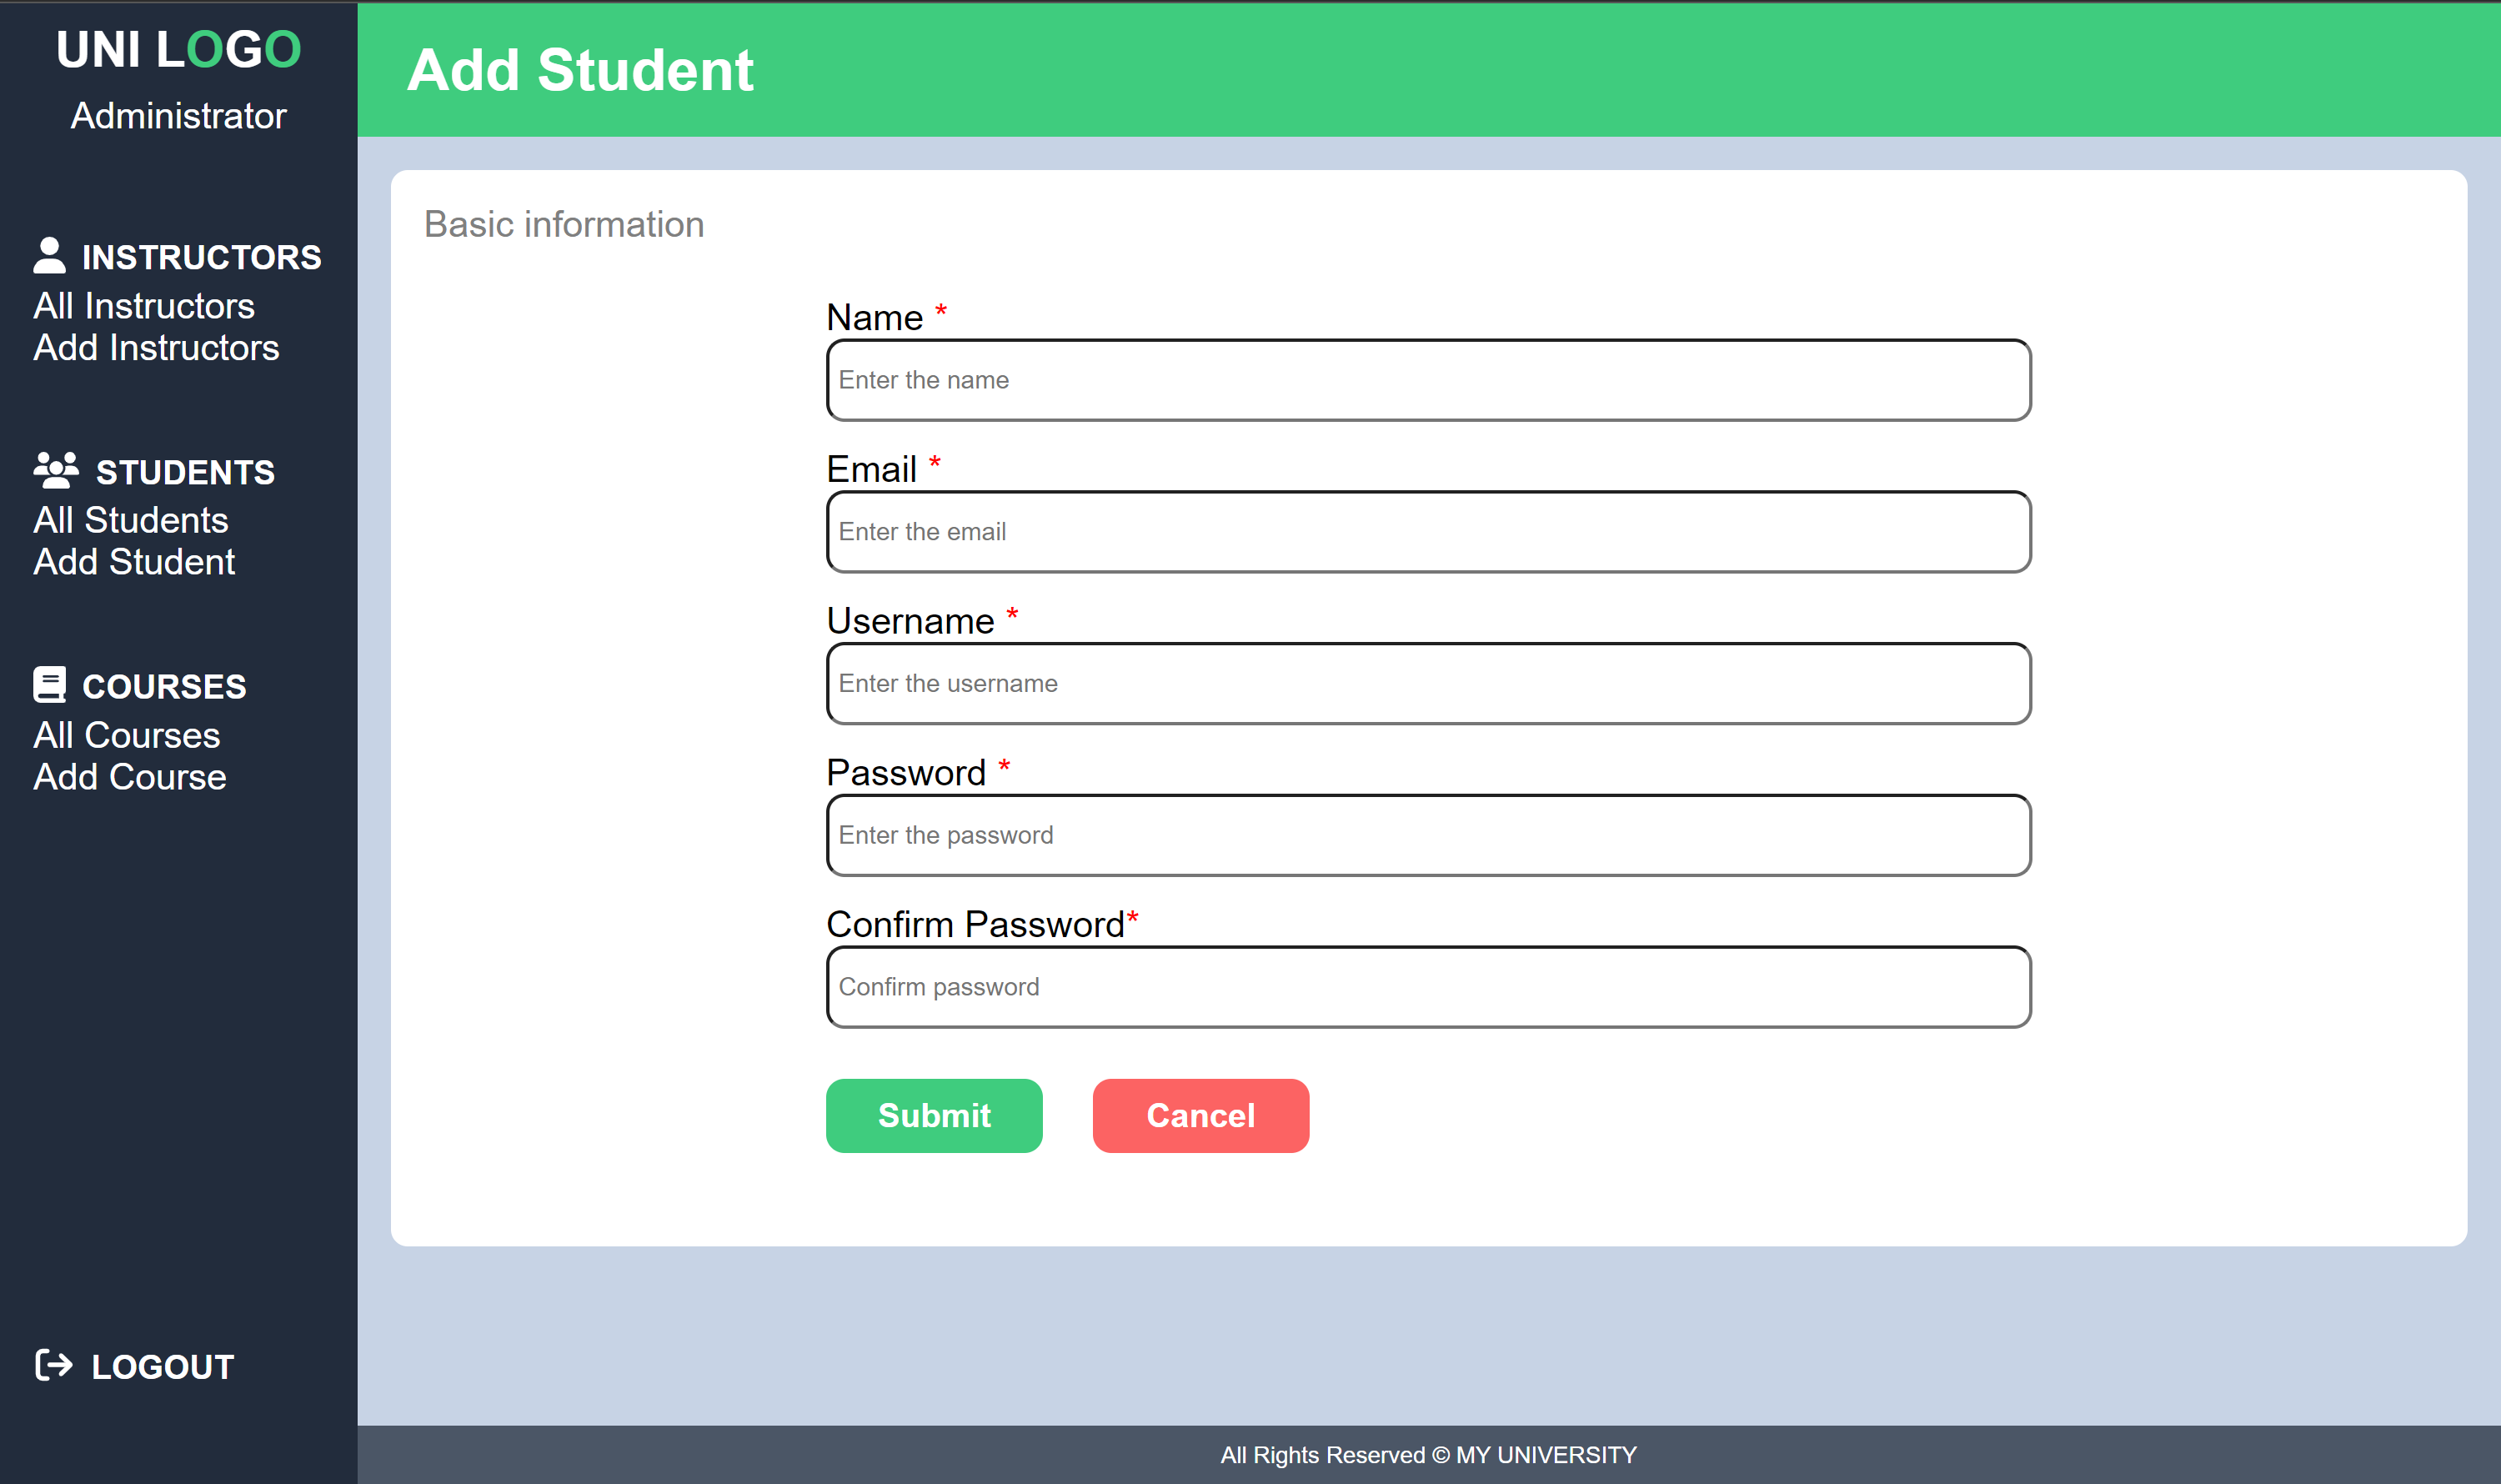 UNI LOGO
Administrator
INSTRUCTORS
All Instructors
Add Instructors
STUDENTS
All Students
Add Student
COURSES
All Courses
Add Course
LOGOUT
Add Student
Basic information
Name *
Enter the name
Email *
Enter the email
Username *
Enter the username
Password *
Enter the password
Confirm Password*
Confirm password
Submit Cancel
All Rights Reserved © MY UNIVERSITY